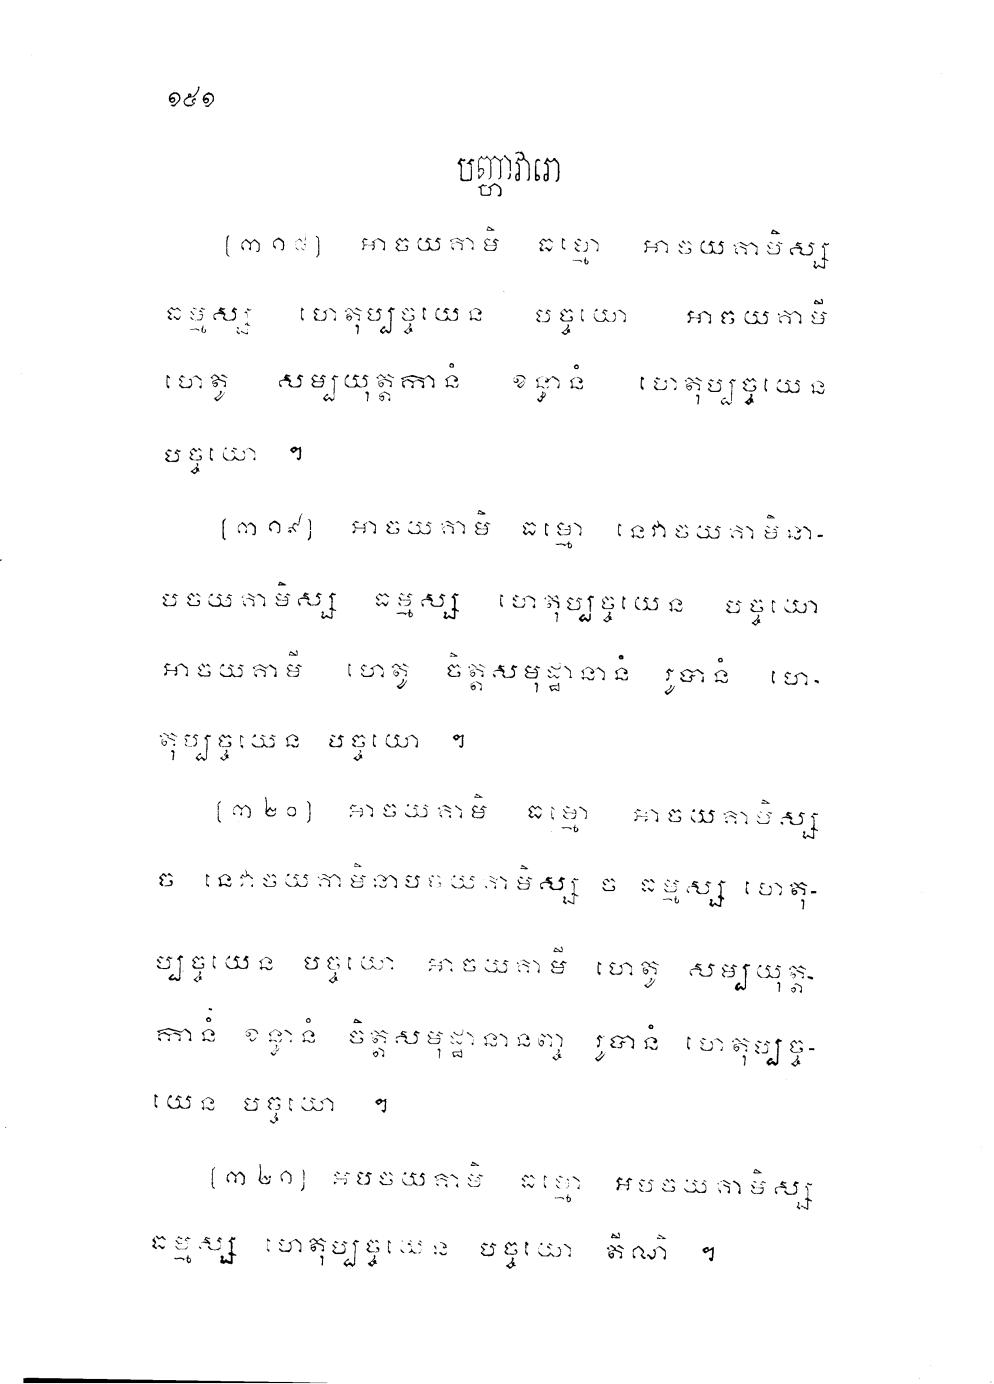 ១៥១
បញ្ហាវារោ
[៣១៨] អាចយគាមិ ធម្មោ អាចយគាមិស្ស
ធម្មស្ស ហេតុប្បច្ចយេន បច្ចយោ អាចយគាមី
ហេតូ សម្បយុត្តកានំ ខន្ធានំ ហេតុប្បច្ចយេន
បច្ចយោ ។
[៣១៩] អាចយគាមិ ធម្មោ នេវាចយគាមិនា-
បចយគាមិស្ស ធម្មស្ស ហេតុប្បច្ចយេន បច្ចយោ
អាចយគាមី ហេតូ ចិត្តសមុដ្ឋានានំ រូបានំ ហេ-
តុប្បច្ចយេន បច្ចយោ ។
[៣២០] អាចយគាមិ ធម្មោ អាចយគាមិស្ស
ច នេវាចយគាមិនាបចយគាមិស្ស ច ធម្មស្ស ហេតុ-
ប្បច្ចយេន បច្ចយោ អាចយគាមី ហេតូ សម្បយុត្ត-
កានំ ខន្ធានំ ចិត្តសមុដ្ឋានានញ្ច រូបានំ ហេតុប្បច្ច-
យេន បច្ចយោ ។
[៣២១] អបចយគាមិ ធម្មោ អបចយគាមិស្ស
ធម្មស្ស ហេតុប្បច្ចយេន បច្ចយោ តីណិ ។